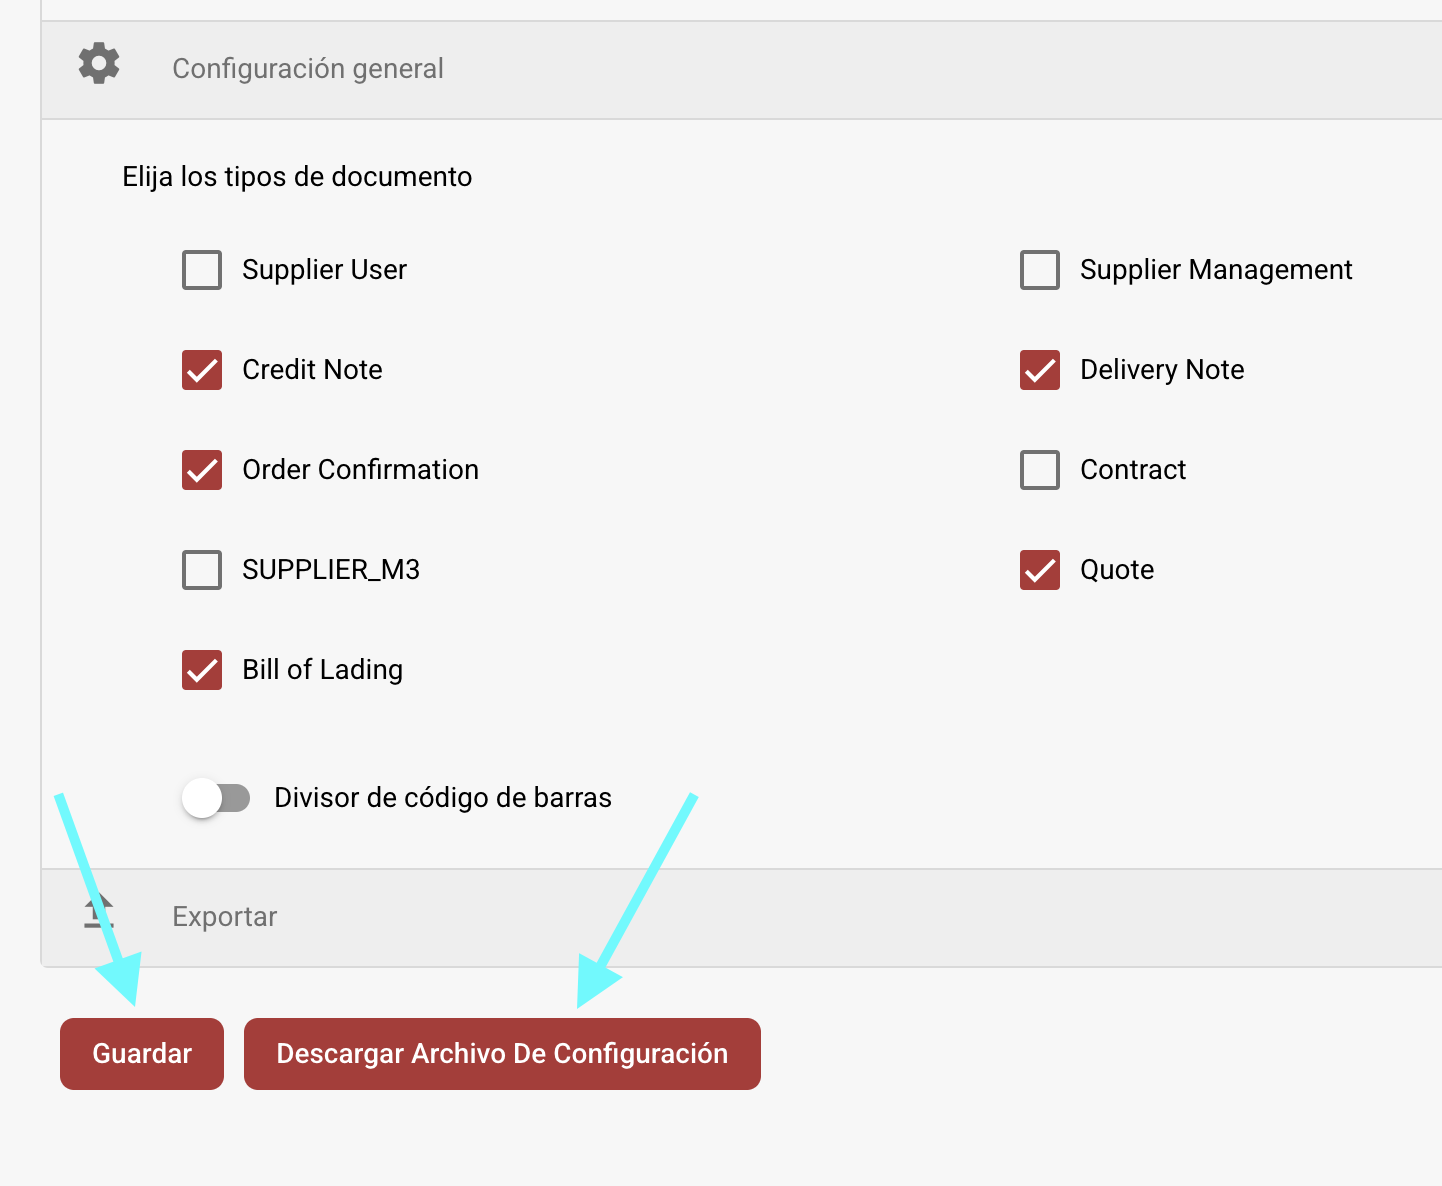 Configuración general
Elija los tipos de documento
Supplier User
Supplier Management
Credit Note
Delivery Note
Order Confirmation
Contract
SUPPLIER_M3
Quote
Bill of Lading
Divisor de código de barras
Exportar
Guardar
Descargar Archivo De Configuración